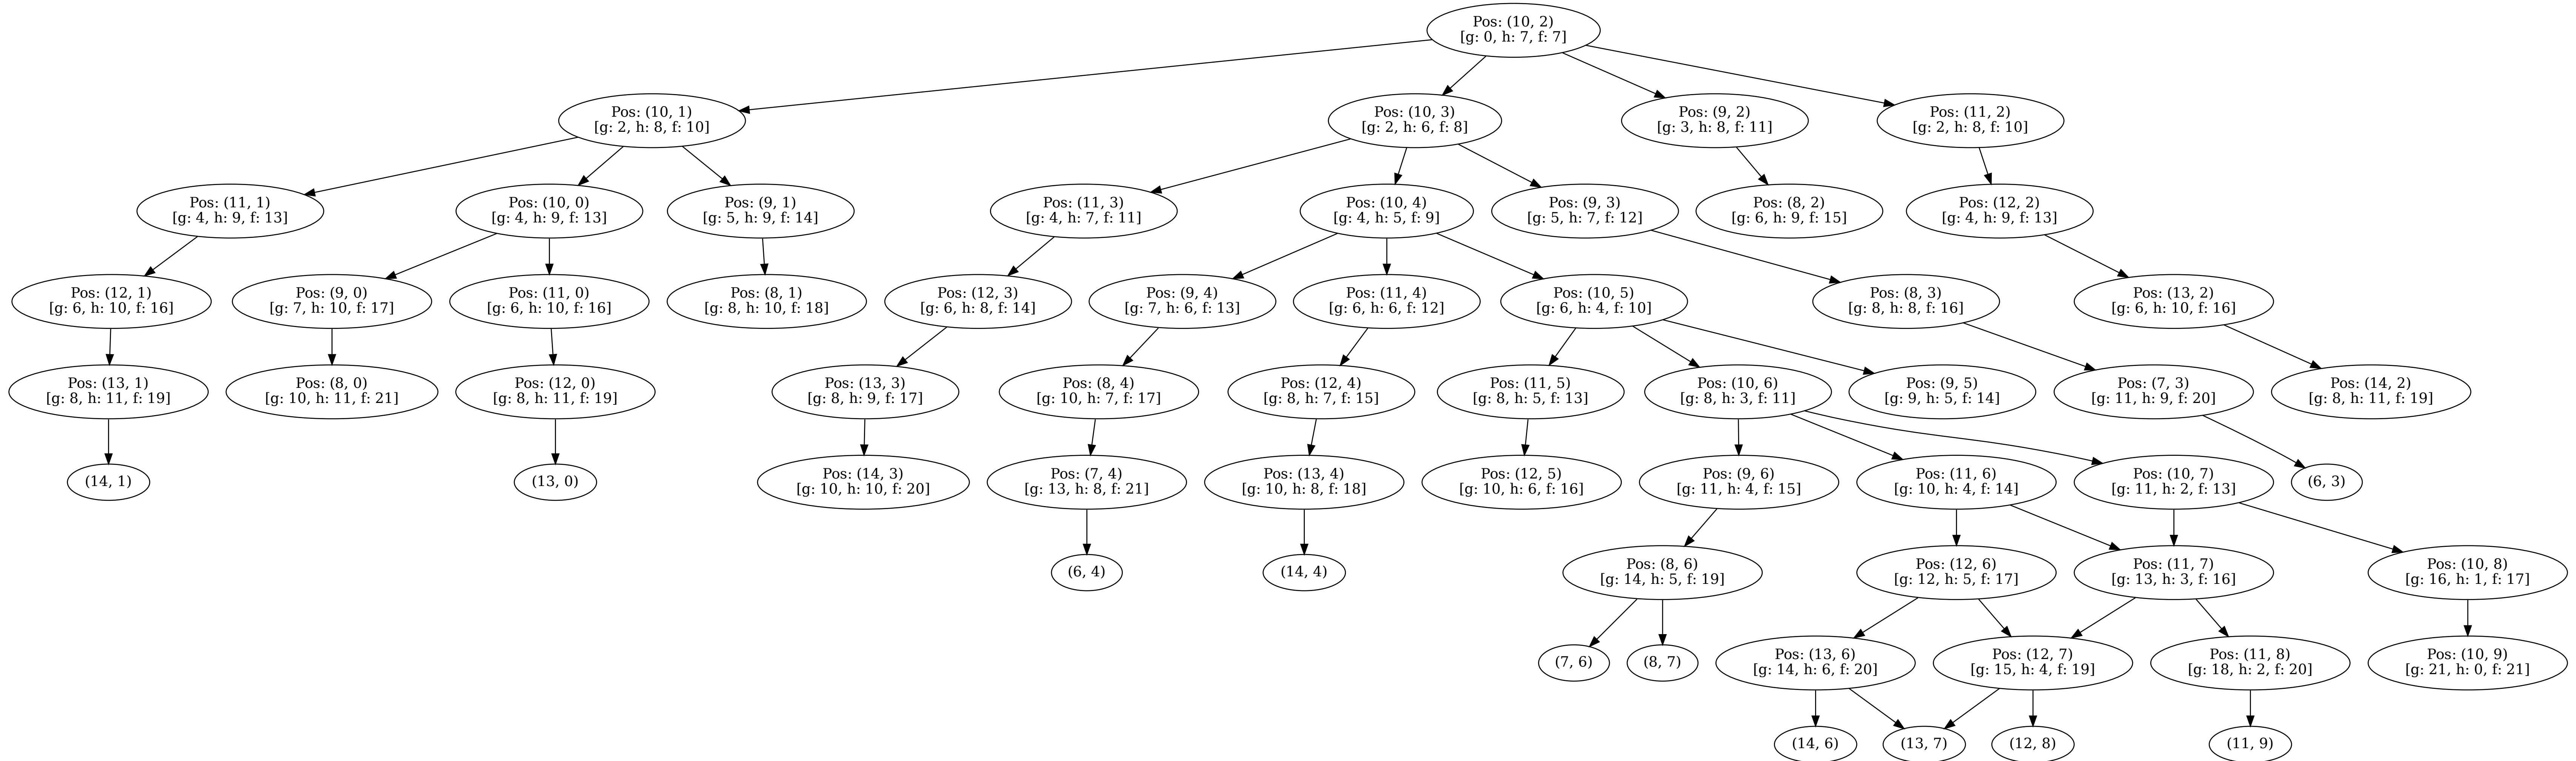 Pos: (10, 2)
[g: 0, h: 7, f: 7]
Pos: (10, 1)
[g: 2, h: 8, f: 10]
Pos: (10, 3)
[g: 2, h: 6, f: 8]
Pos: (9, 2)
[g: 3, h: 8, f: 11]
Pos: (11, 2)
[g: 2, h: 8, f: 10]
Pos: (11, 1)
[g: 4, h: 9, f: 13]
Pos: (10, 0)
[g: 4, h: 9, f: 13]
Pos: (9, 1)
[g: 5, h: 9, f: 14]
Pos: (11, 3)
[g: 4, h: 7, f: 11]
Pos: (10, 4)
[g: 4, h: 5, f: 9]
Pos: (9, 3)
[g: 5, h: 7, f: 12]
Pos: (8, 2)
[g: 6, h: 9, f: 15]
Pos: (12, 2)
[g: 4, h: 9, f: 13]
Pos: (12, 1)
[g: 6, h: 10, f: 16]
Pos: (9, 0)
[g: 7, h: 10, f: 17]
Pos: (11, 0)
[g: 6, h: 10, f: 16]
Pos: (8, 1)
[g: 8, h: 10, f: 18]
Pos: (12, 3)
[g: 6, h: 8, f: 14]
Pos: (9, 4)
[g: 7, h: 6, f: 13]
Pos: (11, 4)
[g: 6, h: 6, f: 12]
Pos: (10, 5)
[g: 6, h: 4, f: 10]
Pos: (8, 3)
[g: 8, h: 8, f: 16]
Pos: (13, 2)
[g: 6, h: 10, f: 16]
Pos: (13, 1)
[g: 8, h: 11, f: 19]
Pos: (8, 0)
[g: 10, h: 11, f: 21]
Pos: (12, 0)
[g: 8, h: 11, f: 19]
Pos: (13, 3)
[g: 8, h: 9, f: 17]
Pos: (8, 4)
[g: 10, h: 7, f: 17]
Pos: (12, 4)
[g: 8, h: 7, f: 15]
Pos: (11, 5)
[g: 8, h: 5, f: 13]
Pos: (10, 6)
[g: 8, h: 3, f: 11]
Pos: (9, 5)
[g: 9, h: 5, f: 14]
Pos: (7, 3)
[g: 11, h: 9, f: 20]
Pos: (14, 2)
[g: 8, h: 11, f: 19]
(14, 1)
(13, 0)
Pos: (14, 3)
[g: 10, h: 10, f: 20]
Pos: (7, 4)
[g: 13, h: 8, f: 21]
Pos: (13, 4)
[g: 10, h: 8, f: 18]
Pos: (12, 5)
[g: 10, h: 6, f: 16]
Pos: (9, 6)
[g: 11, h: 4, f: 15]
Pos: (11, 6)
[g: 10, h: 4, f: 14]
Pos: (10, 7)
[g: 11, h: 2, f: 13]
(6, 3)
(6, 4)
(14, 4)
Pos: (8, 6)
[g: 14, h: 5, f: 19]
Pos: (12, 6)
[g: 12, h: 5, f: 17]
Pos: (11, 7)
[g: 13, h: 3, f: 16]
Pos: (10, 8)
[g: 16, h: 1, f: 17]
(7, 6)
(8, 7)
Pos: (13, 6)
[g: 14, h: 6, f: 20]
Pos: (12, 7)
[g: 15, h: 4, f: 19]
Pos: (11, 8)
[g: 18, h: 2, f: 20]
Pos: (10, 9)
[g: 21, h: 0, f: 21]
(14, 6)
(13, 7)
(12, 8)
(11, 9)